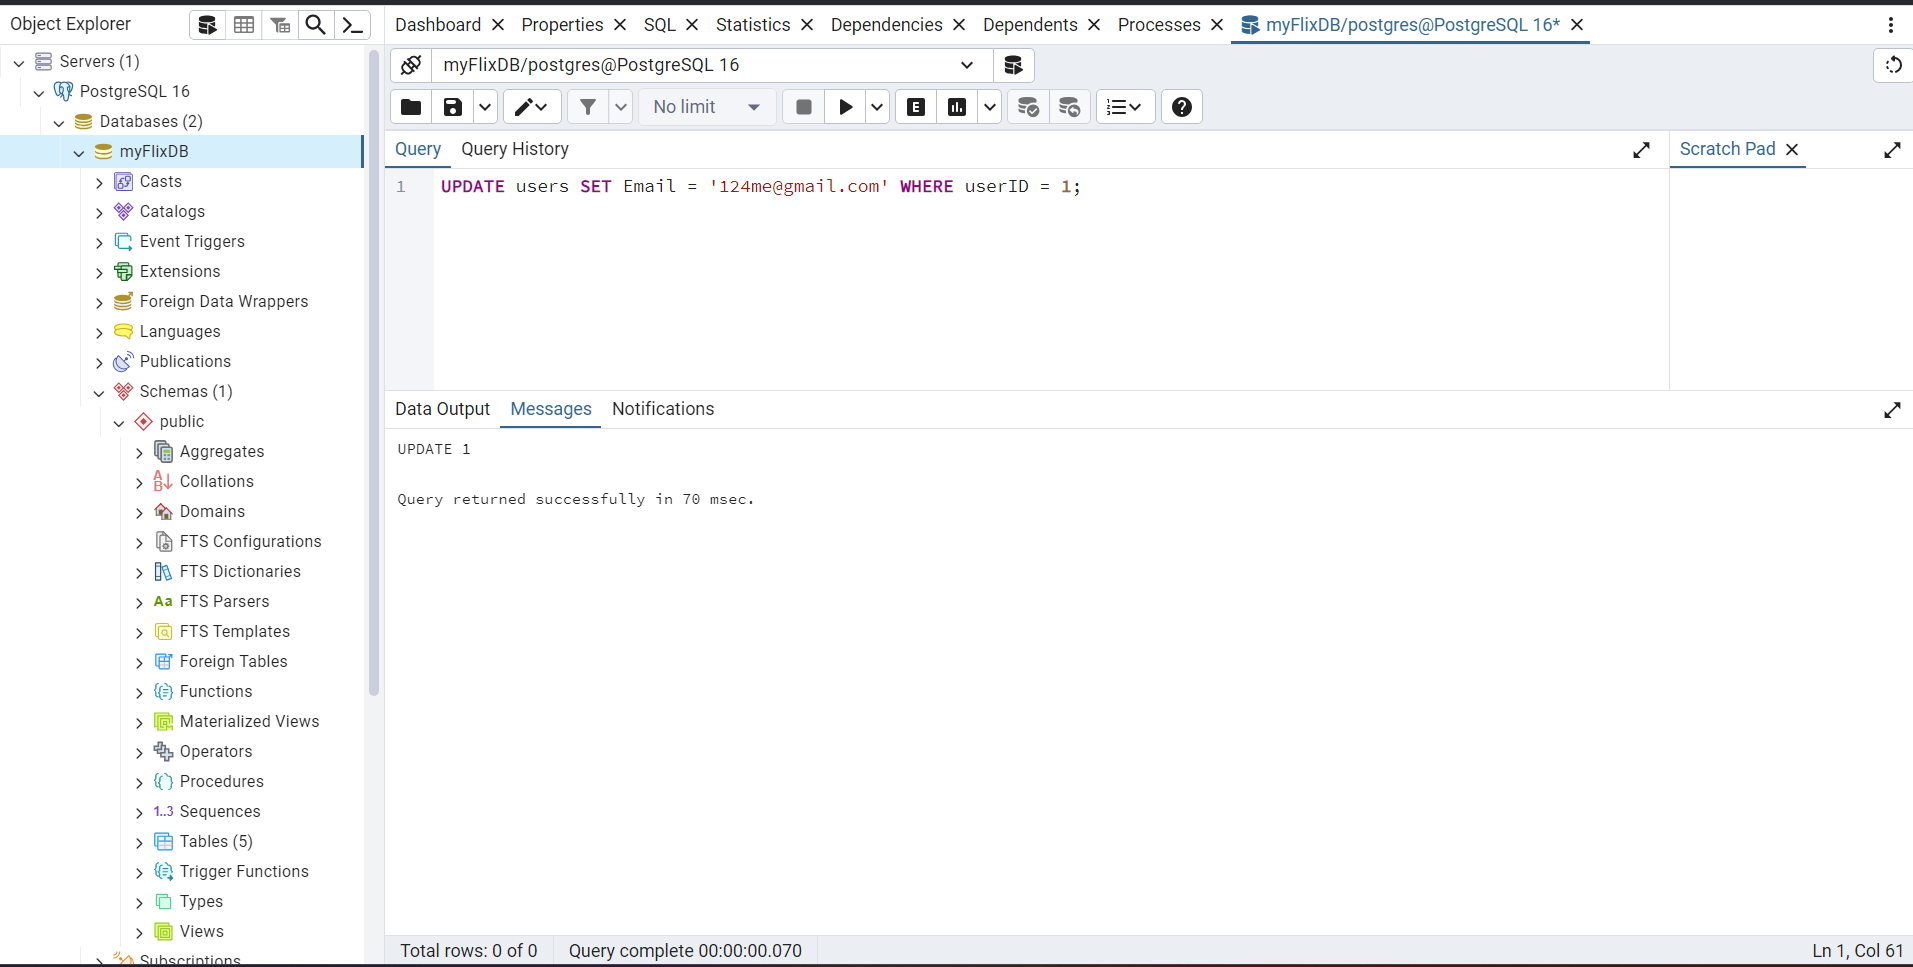 Object Explorer
Servers (1)
PostgreSQL 16
Databases (2)
myFlixDB
Casts
Catalogs
Event Triggers
Extensions
Foreign Data Wrappers
Languages
Publications
Schemas (1)
public
Aggregates
Collations
Domains
FTS Configurations
FTS Dictionaries
Aa FTS Parsers
FTS Templates
Foreign Tables
Functions
Materialized Views
Operators
Procedures
1..3 Sequences
Tables (5)
Trigger Functions
Types
Views
Subscriptions
Dashboard Properties SQL Statistics Dependencies Dependents Processes myFlixDB/postgres@PostgreSQL 16*
myFlixDB/postgres@PostgreSQL 16
No limit E
Query Query History
Scratch Pad
1 UPDATE users SET Email = '124me@gmail.com' WHERE userID = 1;
Data Output Messages Notifications
UPDATE 1
Query returned successfully in 70 msec.
Total rows: 0 of 0 Query complete 00:00:00.070 Ln 1, Col 61